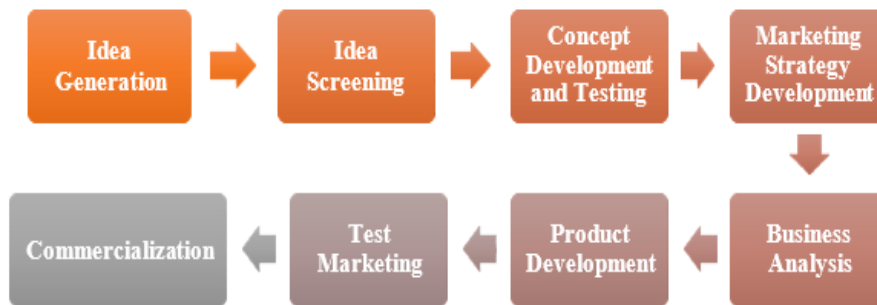 Idea
Generation
Idea
Screening
Concept
Development
and Testing
Marketing
Strategy
Development
Business
Analysis
Product
Development
Test
Marketing
Commercialization